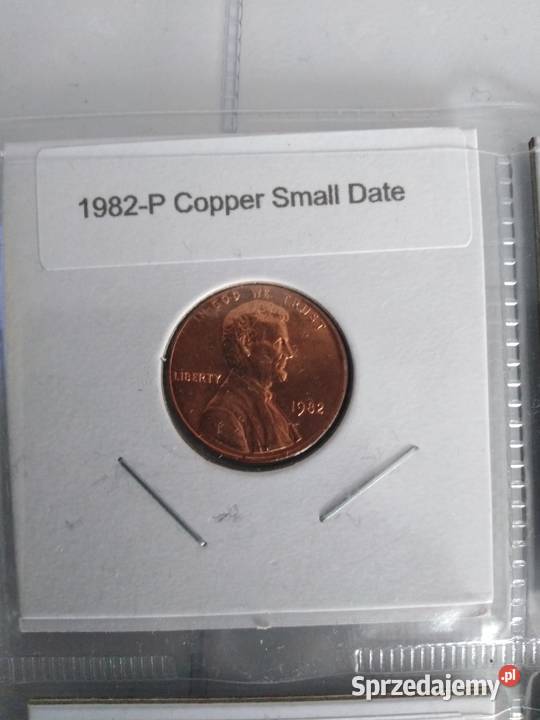 1982-P Copper Small Date
IN GOD WE TRUST
LIBERTY
1982
Sprzedajemy.pl